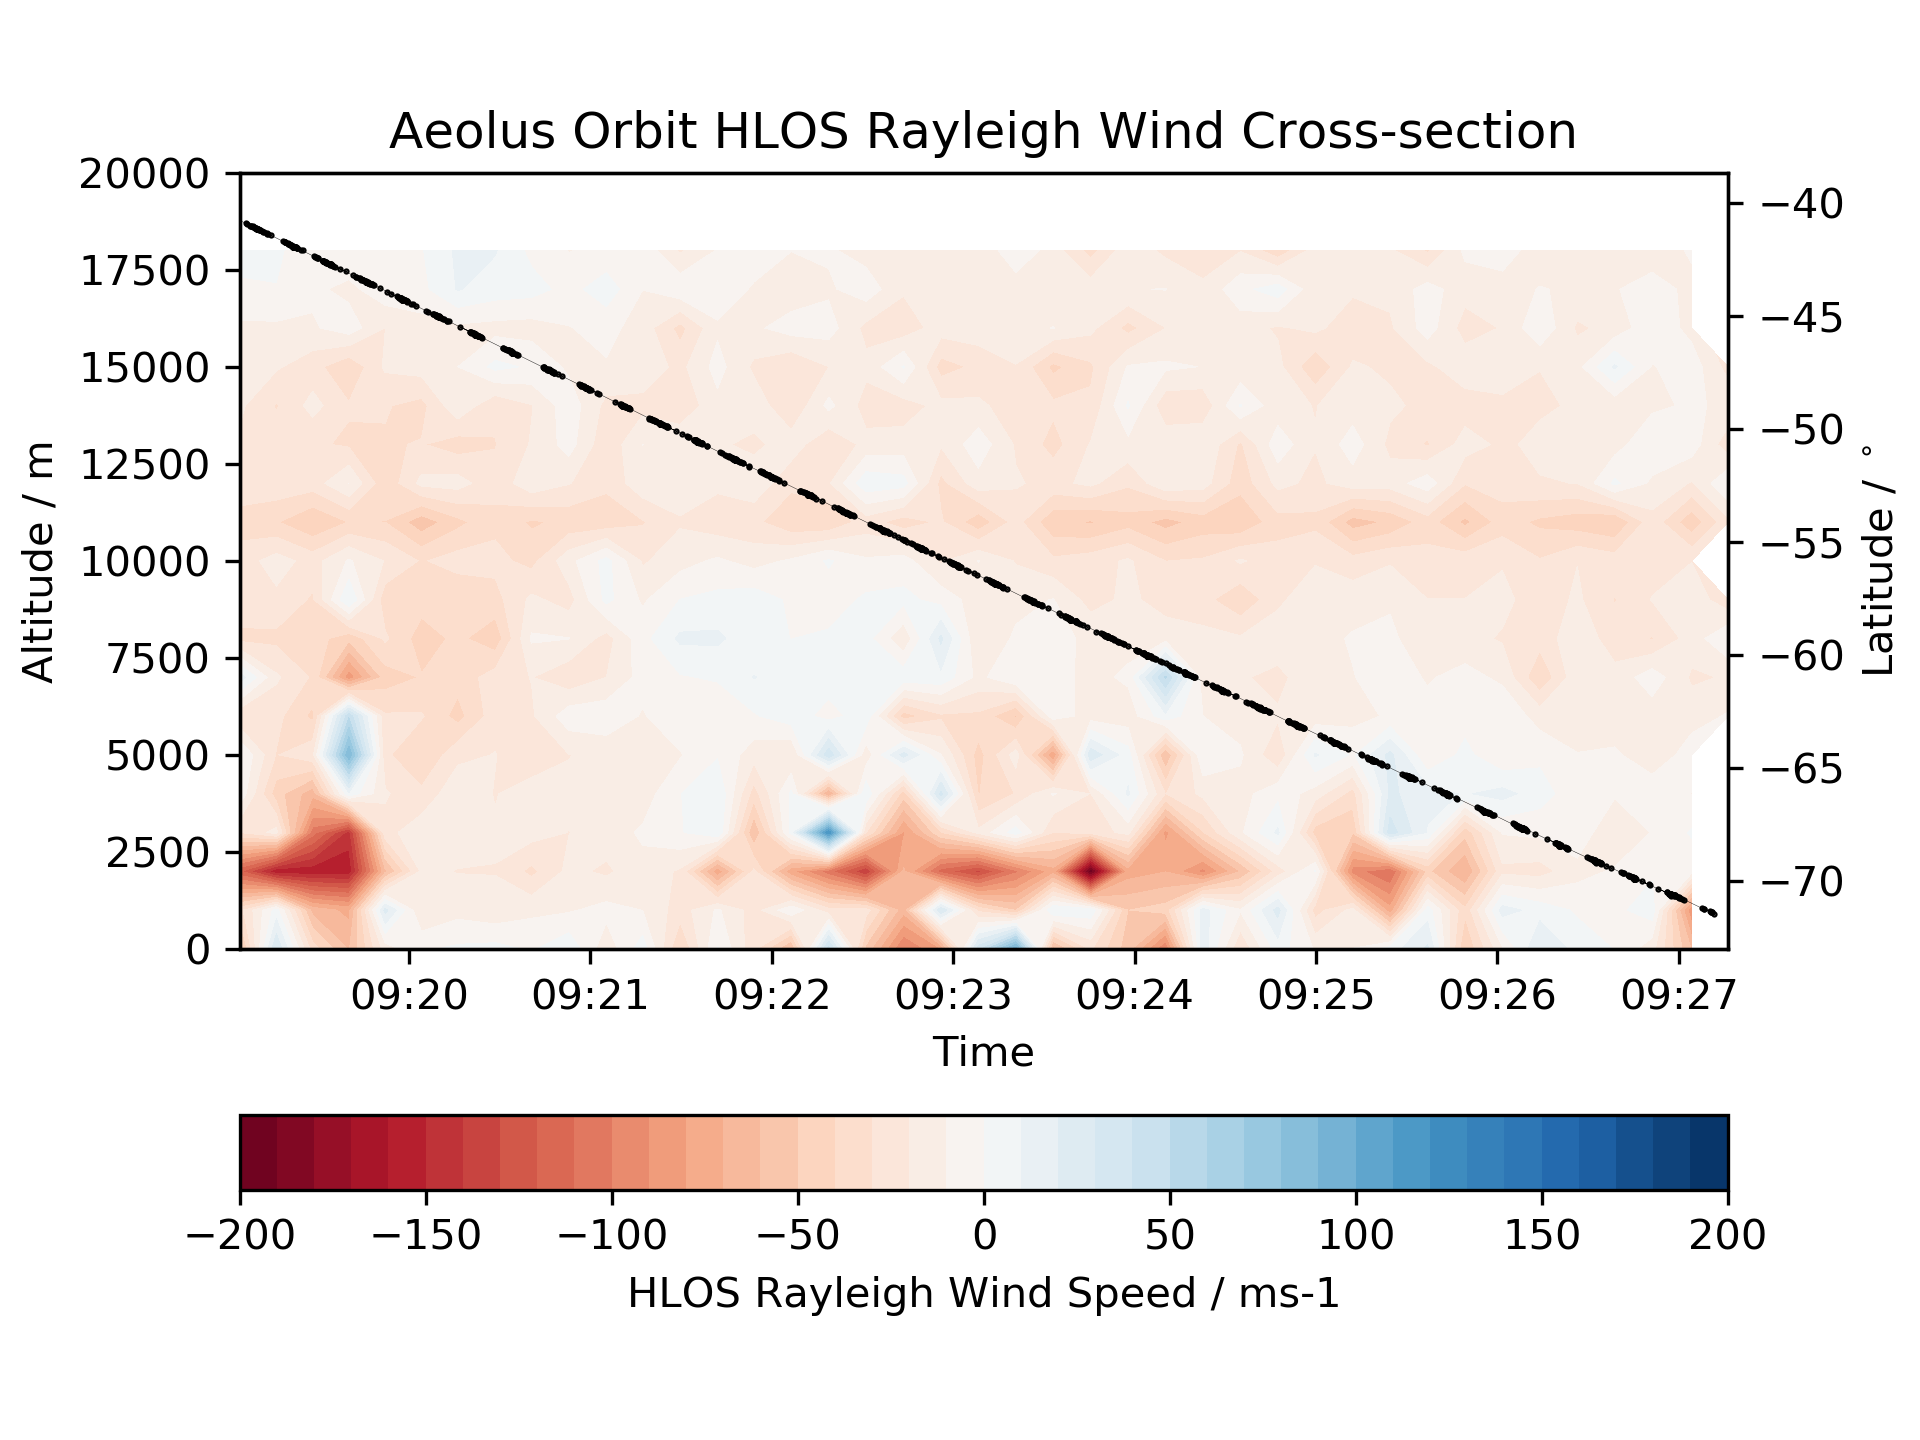 Aeolus Orbit HLOS Rayleigh Wind Cross-section
20000
17500
15000
12500
10000
7500
5000
2500
0
Altitude / m
−40
−45
−50
−55
−60
−65
−70
Latitude / °
09:20 09:21 09:22 09:23 09:24 09:25 09:26 09:27
Time
−200 −150 −100 −50 0 50 100 150 200
HLOS Rayleigh Wind Speed / ms-1